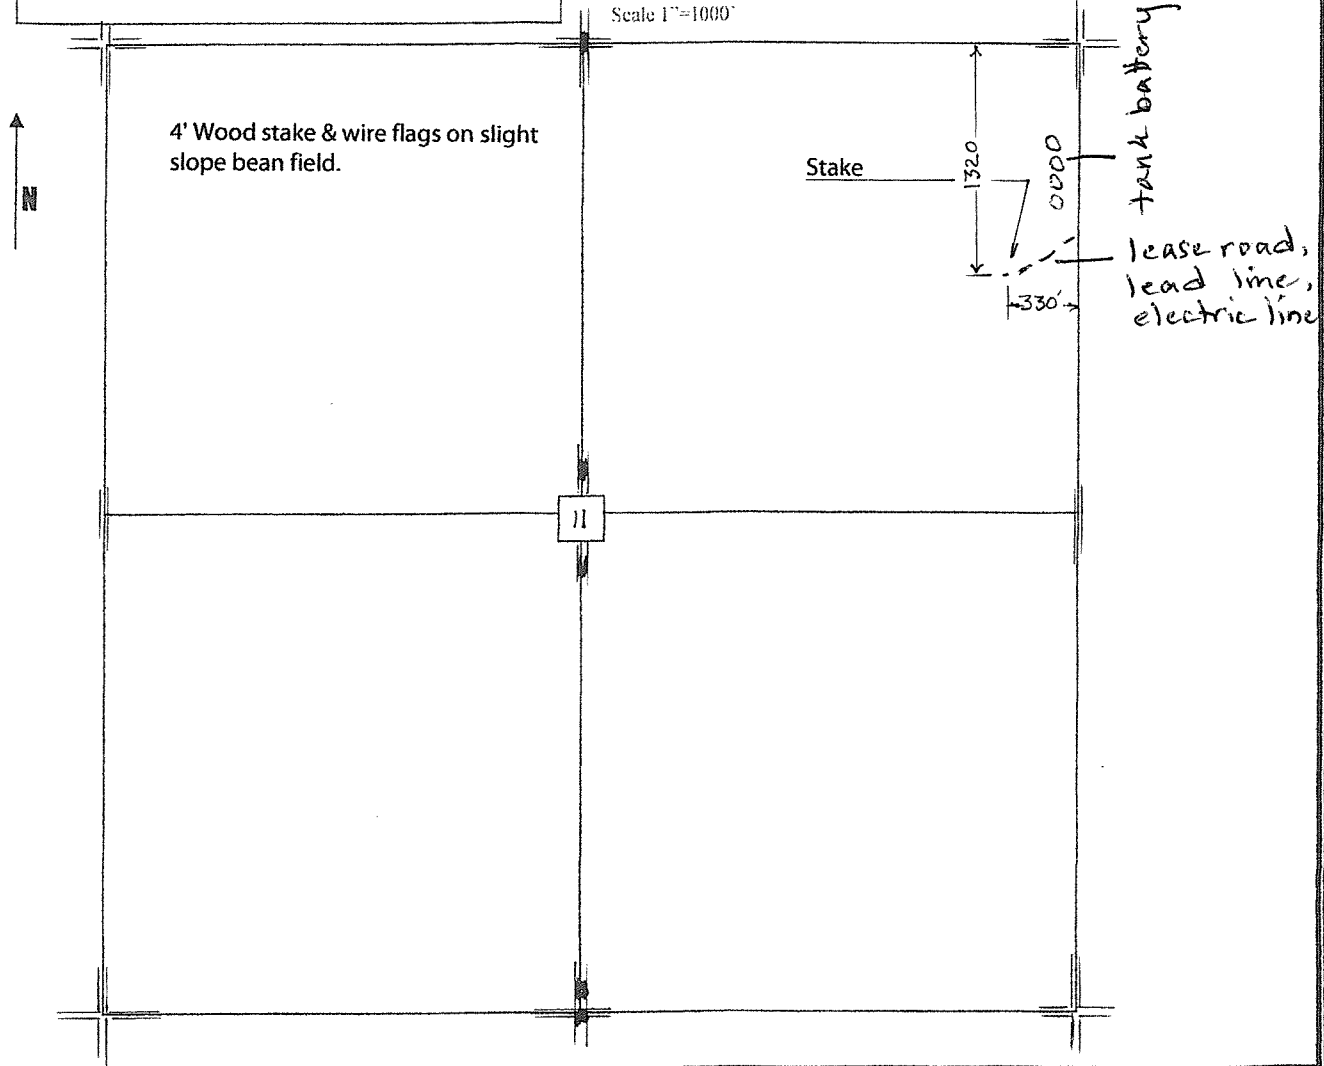 Scale 1"=1000'
4' Wood stake & wire flags on slight
slope bean field.
N
Stake
1320
0000
tank battery
lease road,
lead line,
electric line
330'
11